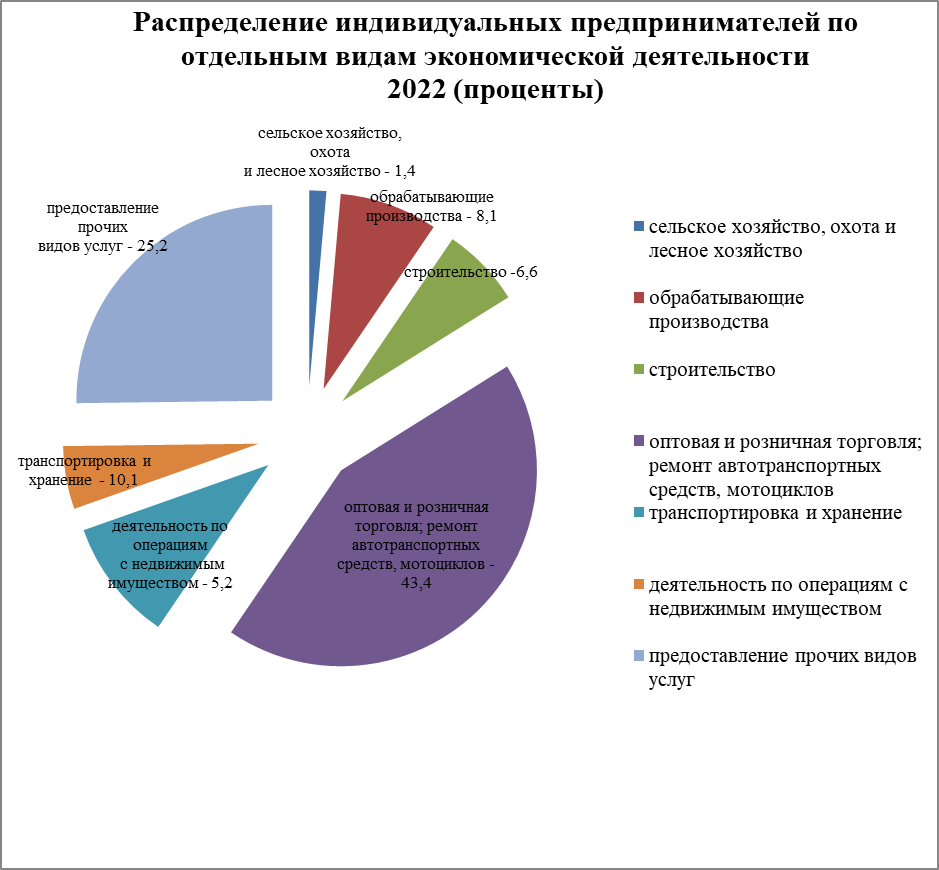 Распределение индивидуальных предпринимателей по
отдельным видам экономической деятельности
2022 (проценты)
сельское хозяйство,
охота
и лесное хозяйство - 1,4
обрабатывающие
производства - 8,1
строительство -6,6
оптовая и розничная
торговля; ремонт
автотранспортных
средств, мотоциклов -
43,4
деятельность по
операциям
с недвижимым
имуществом - 5,2
транспортировка и
хранение - 10,1
предоставление
прочих
видов услуг - 25,2
сельское хозяйство, охота и
лесное хозяйство
обрабатывающие
производства
строительство
оптовая и розничная торговля;
ремонт автотранспортных
средств, мотоциклов
транспортировка и хранение
деятельность по операциям с
недвижимым имуществом
предоставление прочих видов
услуг